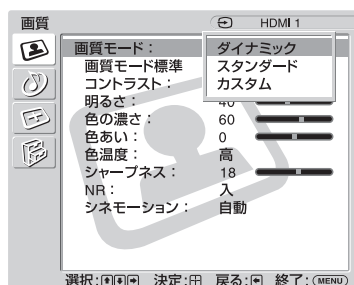 画質 HDMI 1
画質モード： ダイナミック
画質モード標準 スタンダード
コントラスト： カスタム
明るさ： 40
色の濃さ： 60
色あい： 0
色温度： 高
シャープネス： 18
NR： 入
シネモーション： 自動
選択： 決定： 戻る： 終了：MENU